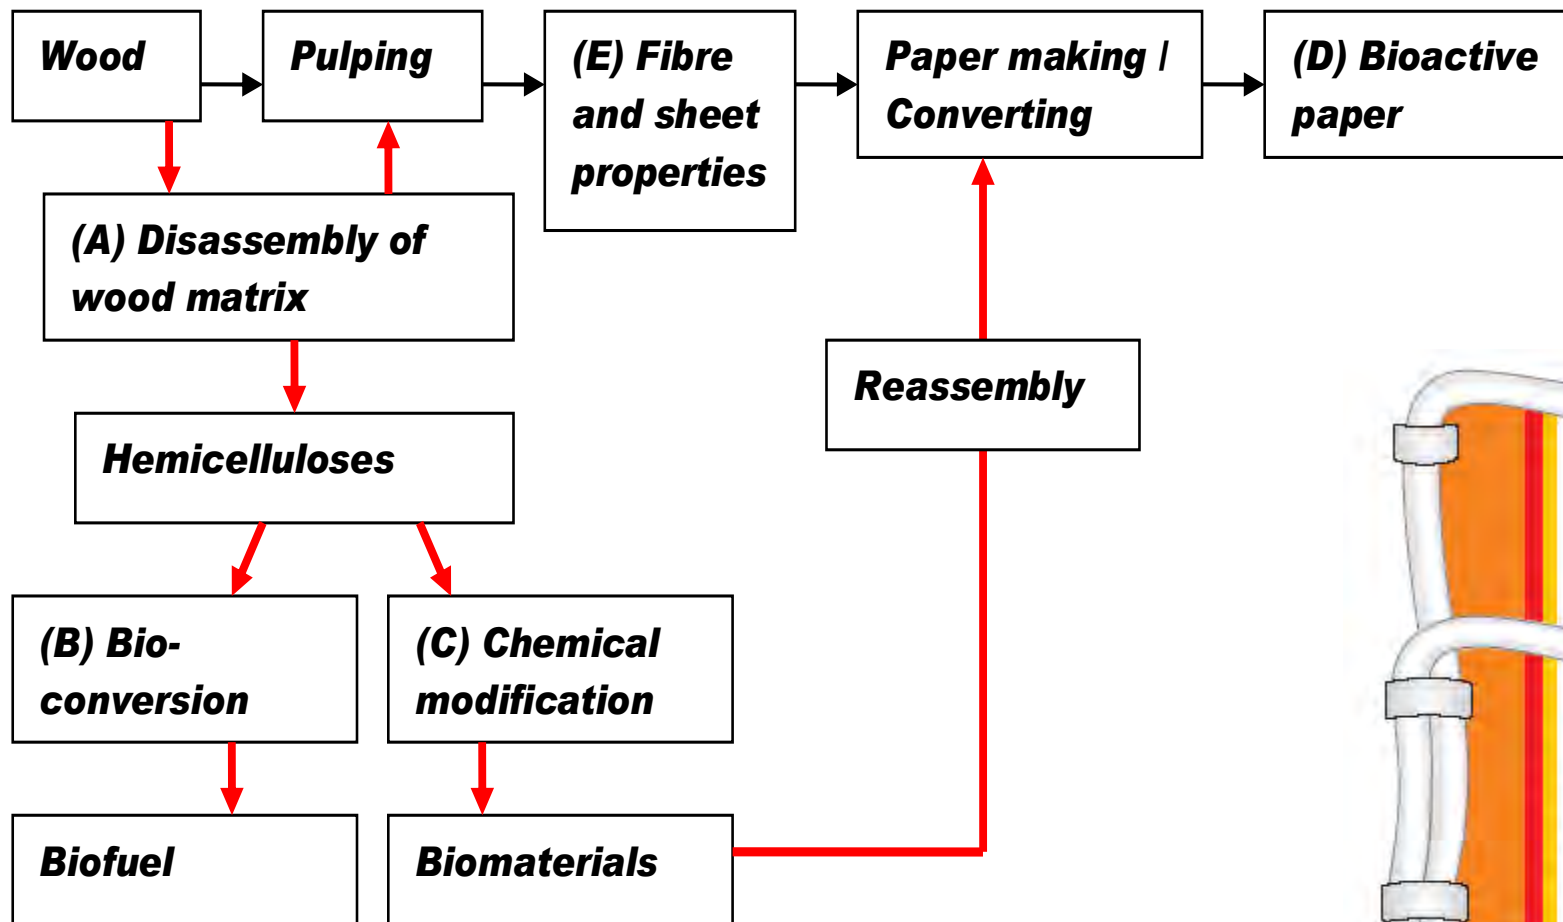 Wood
Pulping
(E) Fibre
and sheet
properties
Paper making /
Converting
(D) Bioactive
paper
(A) Disassembly of
wood matrix
Reassembly
Hemicelluloses
(B) Bio-
conversion
(C) Chemical
modification
Biofuel
Biomaterials